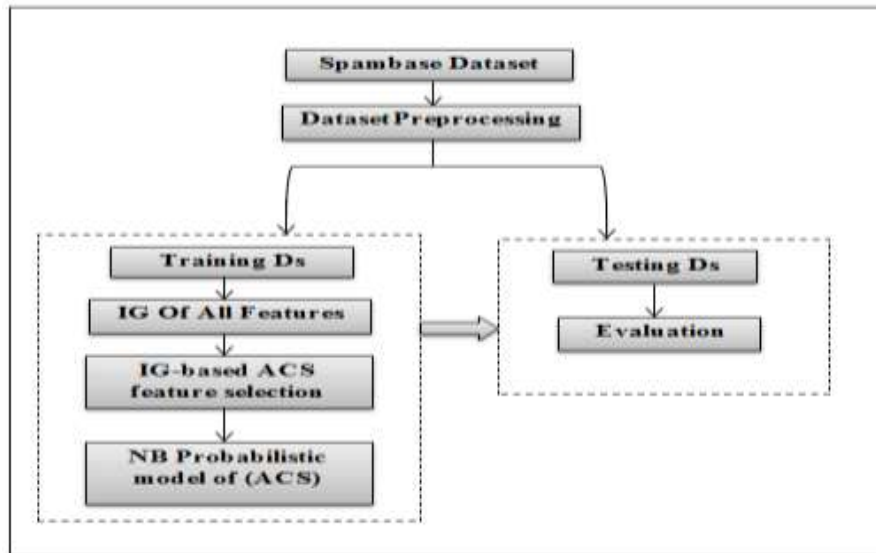 Spambase Dataset
Dataset Preprocessing
Training Ds
IG Of All Features
IG-based ACS
feature selection
NB Probabilistic
model of (ACS)
Testing Ds
Evaluation